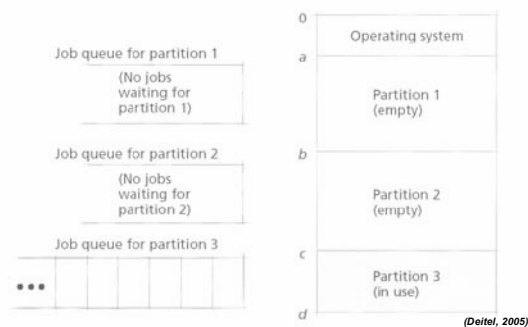 Job queue for partition 1
(No jobs
waiting for
partition 1)
Job queue for partition 2
(No jobs
waiting for
partition 2)
Job queue for partition 3
•••
0
Operating system
a
Partition 1
(empty)
b
Partition 2
(empty)
c
Partition 3
(in use)
d
(Deitel, 2005)